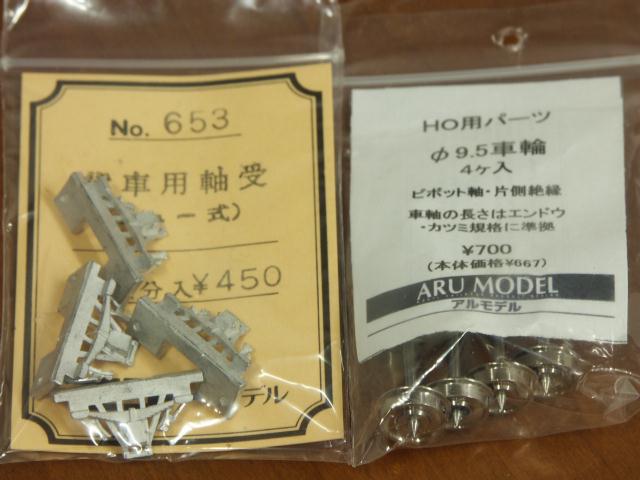 No. 653
車用軸受
一式)
分入¥450
デル
HO用パーツ
φ9.5車輪
4ケ入
ピボット軸・片側絶縁
車軸の長さはエンドウ
・カツミ規格に準拠
¥700
(本体価格¥667)
ARU MODEL
アルモデル